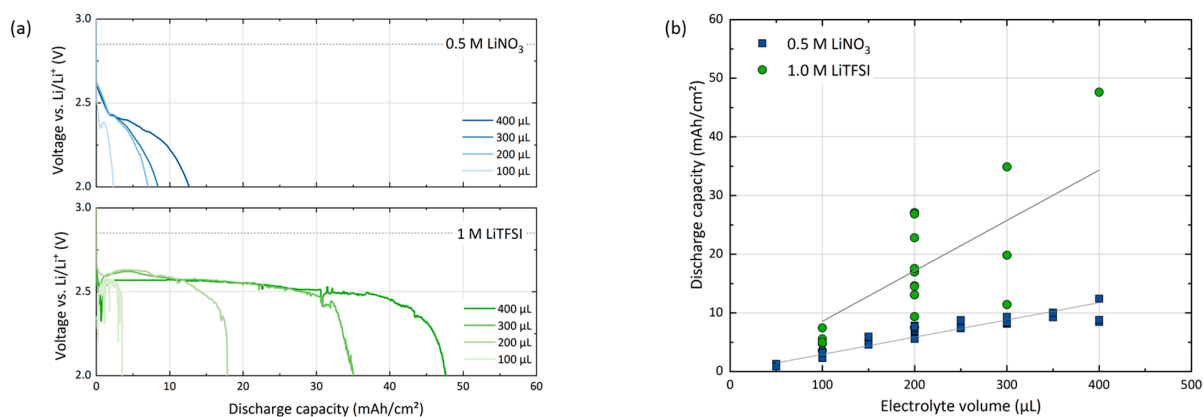 (a)
3.0
2.5
2.0
Voltage vs. Li/Li⁺ (V)
0.5 M LiNO₃
400 µL
300 µL
200 µL
100 µL
3.0
2.5
2.0
Voltage vs. Li/Li⁺ (V)
1 M LiTFSI
400 µL
300 µL
200 µL
100 µL
0 10 20 30 40 50 60
Discharge capacity (mAh/cm²)
(b)
60
50
40
30
20
10
0
Discharge capacity (mAh/cm²)
0.5 M LiNO₃
1.0 M LiTFSI
0 100 200 300 400 500
Electrolyte volume (µL)